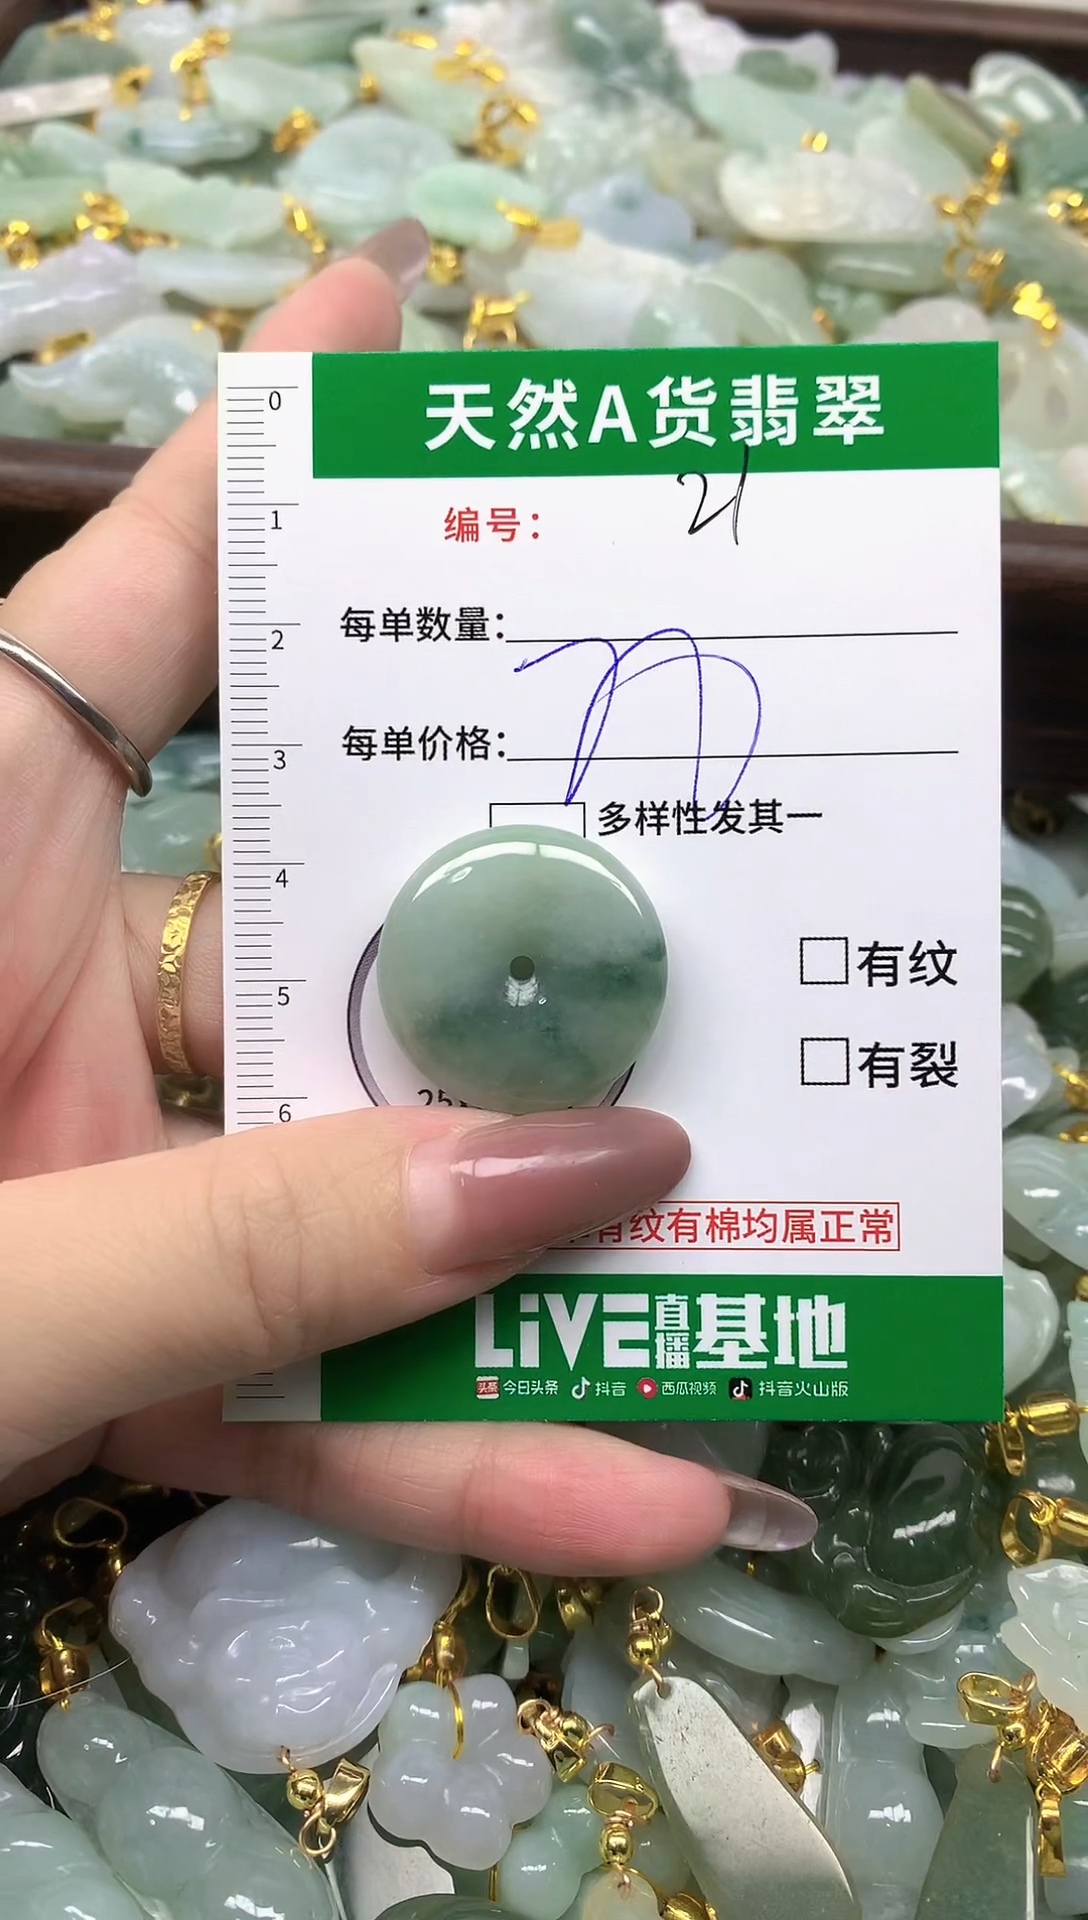 天然A货翡翠
编号： 21
每单数量：
每单价格：
多样性发其一
0
1
2
3
4
5
6
有纹
有裂
25
有纹有棉均属正常
LiVE直播基地
头条 今日头条 抖音 西瓜视频 抖音火山版